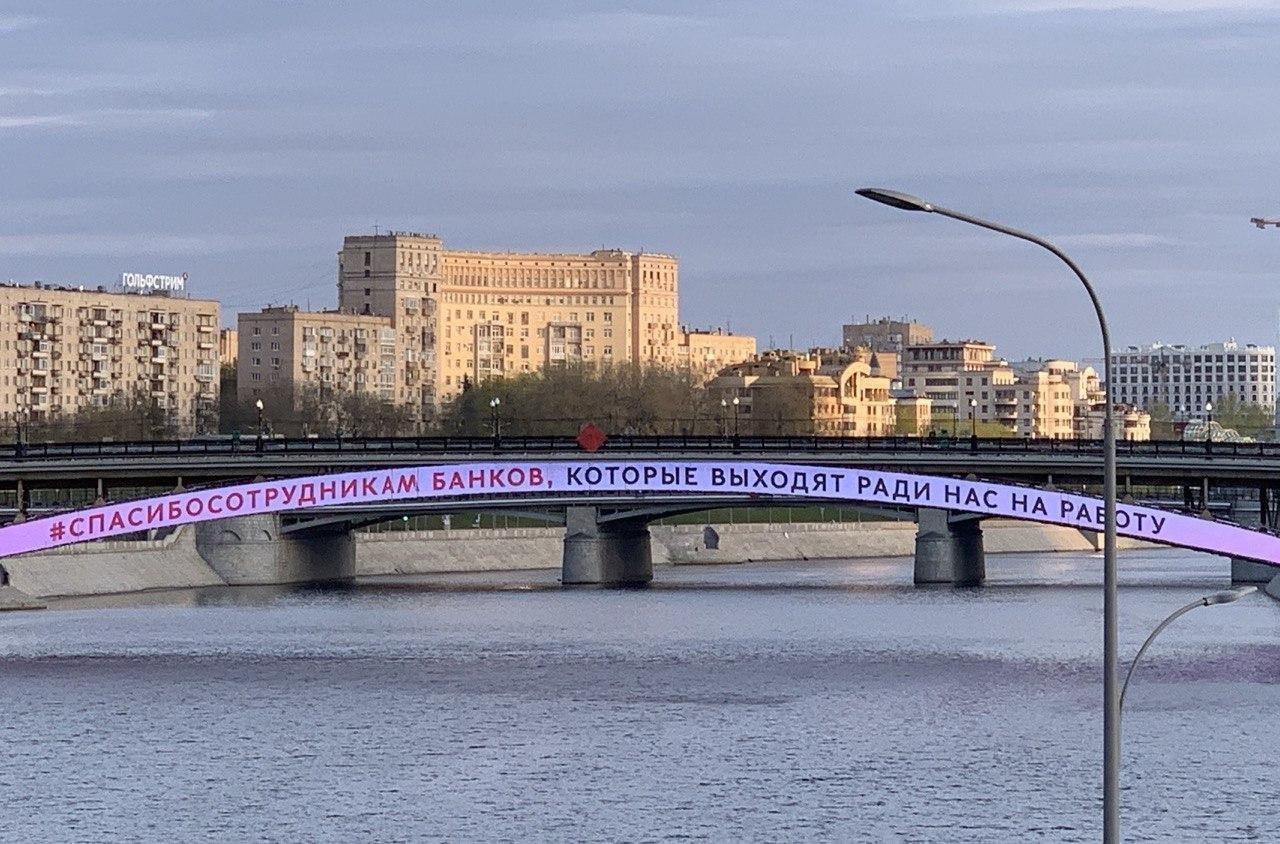 ГОЛЬФСТРИМ
#СПАСИБОСОТРУДНИКАМ БАНКОВ, КОТОРЫЕ ВЫХОДЯТ РАДИ НАС НА РАБОТУ